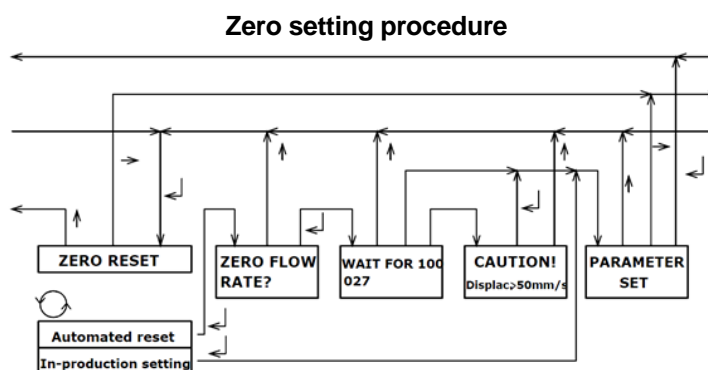 Zero setting procedure
ZERO RESET
ZERO FLOW
RATE?
WAIT FOR 100
027
CAUTION!
Displac>50mm/s
PARAMETER
SET
Automated reset
In-production setting